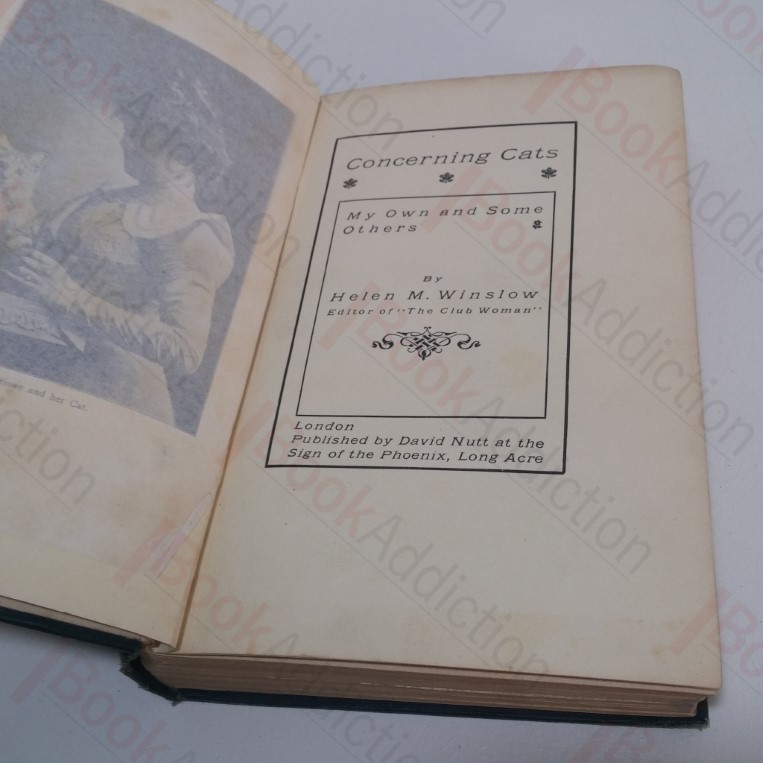 and her Cat.
Concerning Cats
My Own and Some
Others
By
Helen M. Winslow
Editor of "The Club Woman"
London
Published by David Nutt at the
Sign of the Phoenix, Long Acre
BookAddiction